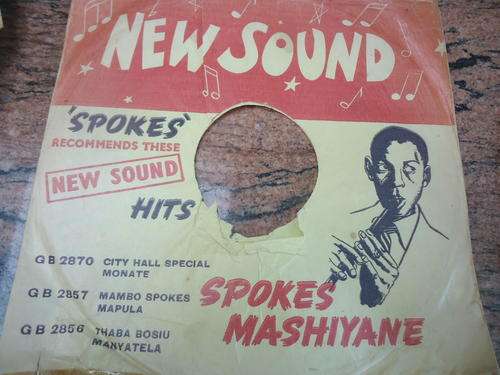 NEW SOUND
'SPOKES'
RECOMMENDS THESE
NEW SOUND
HITS
GB 2870 CITY HALL SPECIAL
MONATE
GB 2857 MAMBO SPOKES
MAPULA
GB 2856 THABA BOSIU
MANYATELA
SPOKES
MASHIYANE